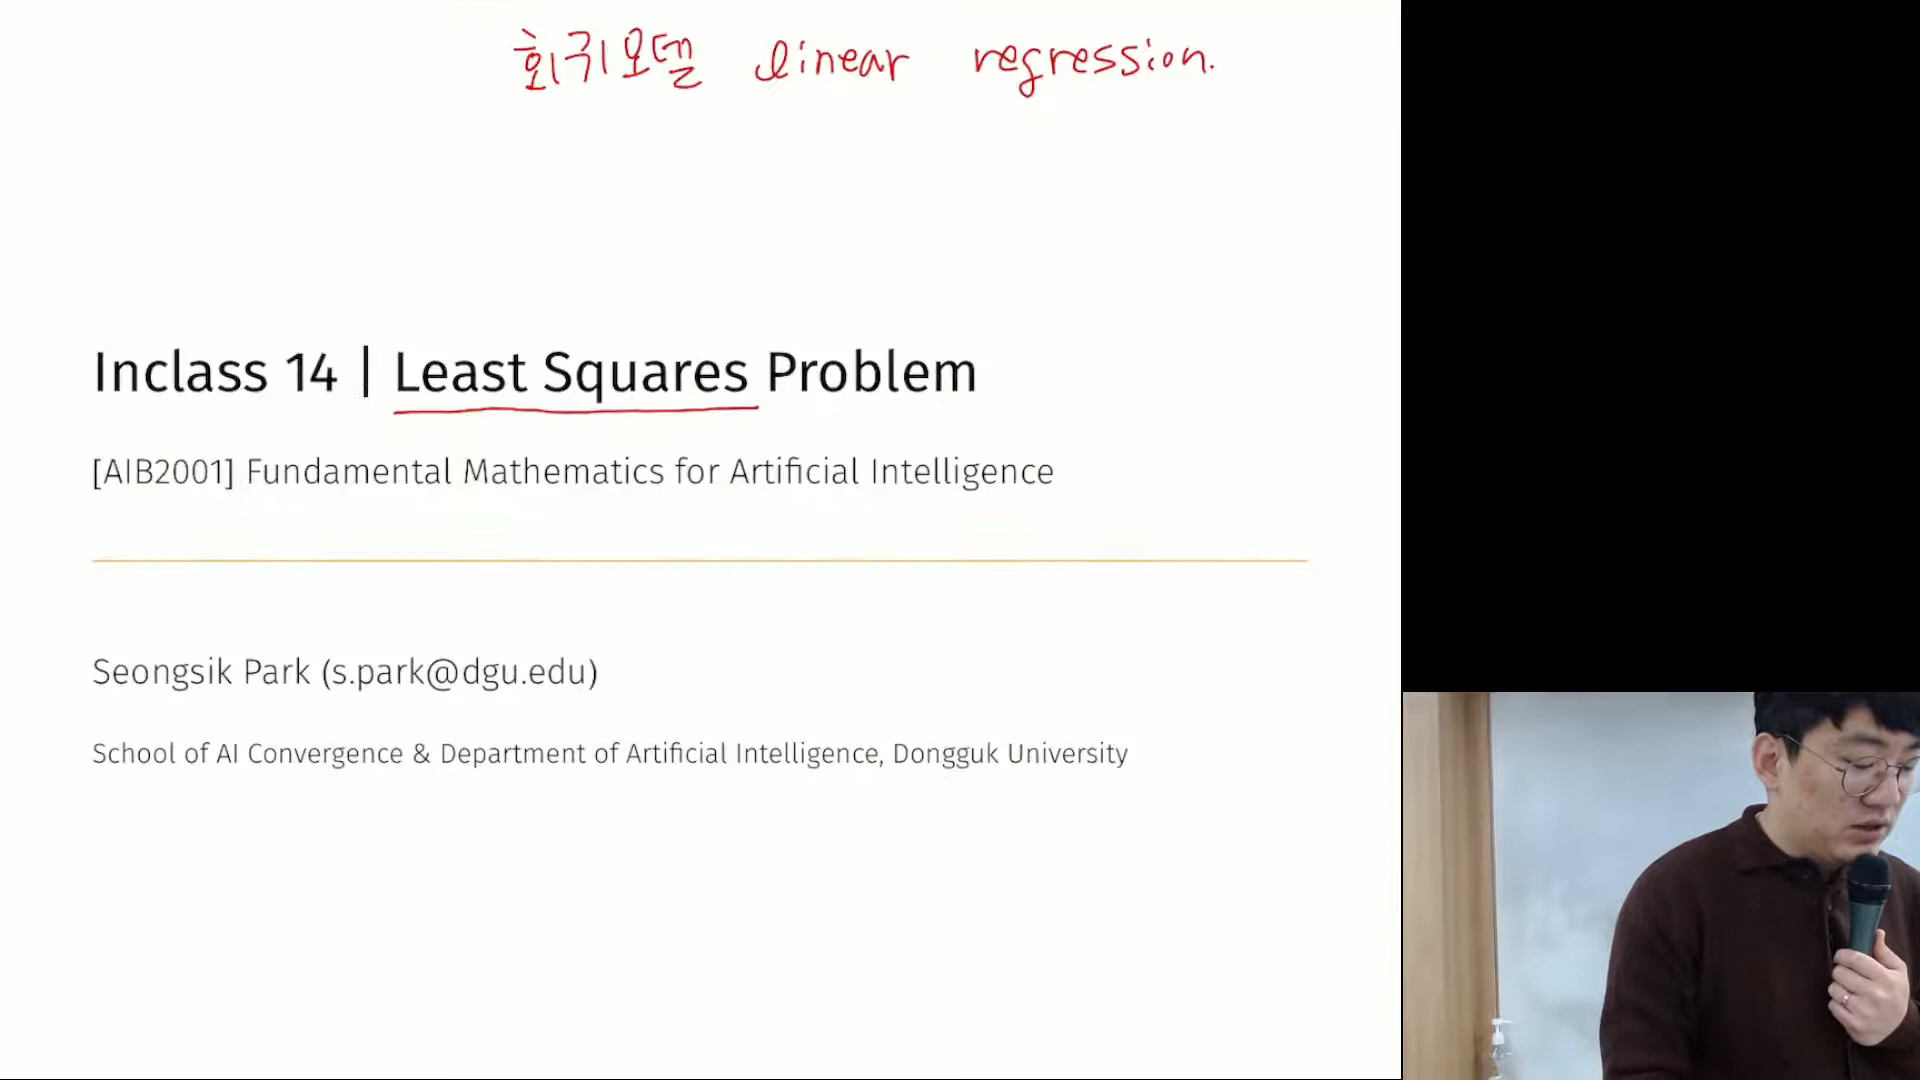 회귀모델 linear regression.
Inclass 14 | Least Squares Problem
[AIB2001] Fundamental Mathematics for Artificial Intelligence
Seongsik Park (s.park@dgu.edu)
School of AI Convergence & Department of Artificial Intelligence, Dongguk University